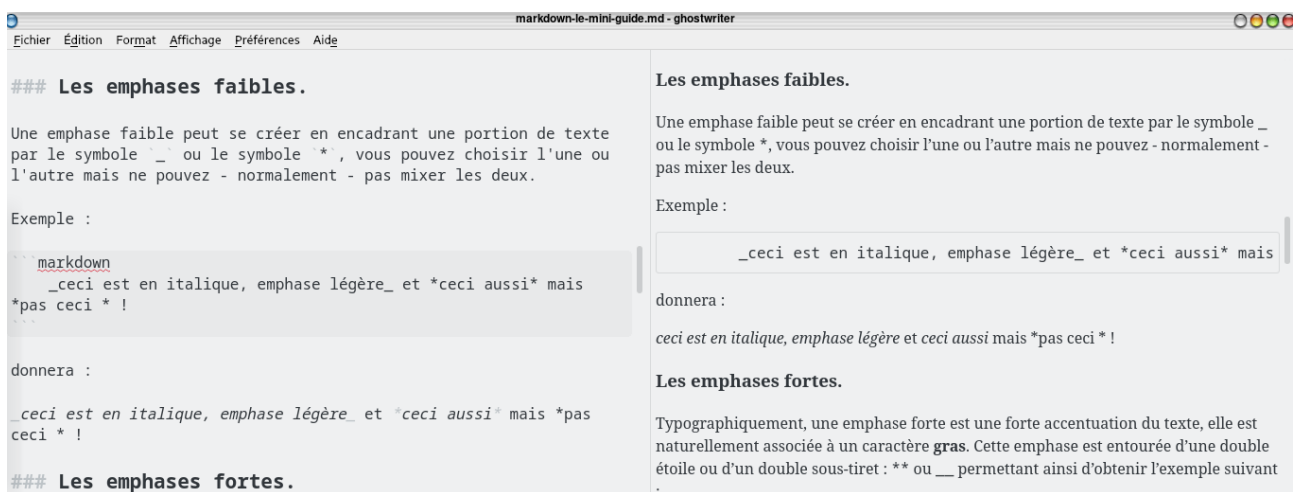 markdown-le-mini-guide.md - ghostwriter
Fichier Édition Format Affichage Préférences Aide
### Les emphases faibles.
Une emphase faible peut se créer en encadrant une portion de texte
par le symbole `_` ou le symbole `*`, vous pouvez choisir l'une ou
l'autre mais ne pouvez - normalement - pas mixer les deux.
Exemple :
```markdown
_ceci est en italique, emphase légère_ et *ceci aussi* mais
*pas ceci * !
```
donnera :
_ceci est en italique, emphase légère_ et *ceci aussi* mais *pas
ceci * !
### Les emphases fortes.
Les emphases faibles.
Une emphase faible peut se créer en encadrant une portion de texte par le symbole _
ou le symbole *, vous pouvez choisir l’une ou l’autre mais ne pouvez - normalement -
pas mixer les deux.
Exemple :
_ceci est en italique, emphase légère_ et *ceci aussi* mais
donnera :
ceci est en italique, emphase légère et ceci aussi mais *pas ceci * !
Les emphases fortes.
Typographiquement, une emphase forte est une forte accentuation du texte, elle est
naturellement associée à un caractère gras. Cette emphase est entourée d’une double
étoile ou d’un double sous-tiret : ** ou __ permettant ainsi d’obtenir l’exemple suivant
: